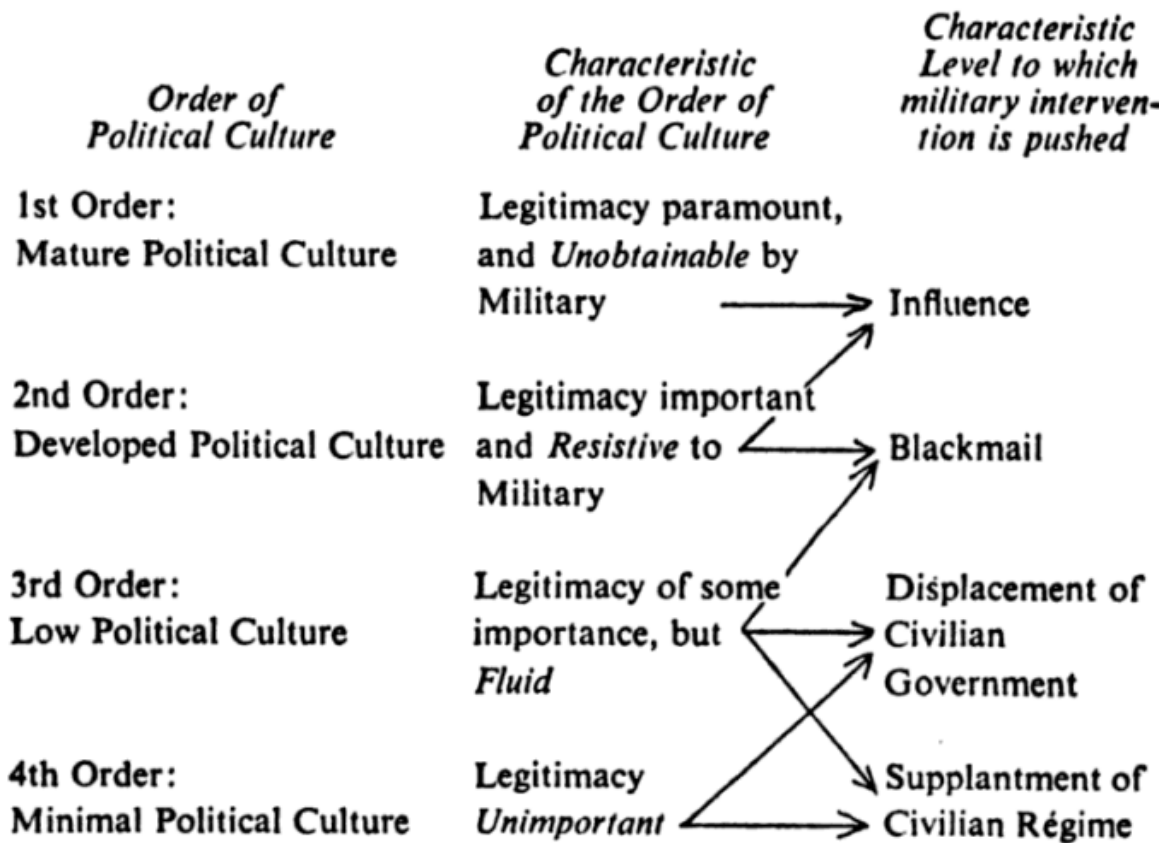 Order of
Political Culture
Characteristic
of the Order of
Political Culture
Characteristic
Level to which
military interven-
tion is pushed
1st Order:
Mature Political Culture
Legitimacy paramount,
and Unobtainable by
Military
Influence
2nd Order:
Developed Political Culture
Legitimacy important
and Resistive to
Military
Blackmail
3rd Order:
Low Political Culture
Legitimacy of some
importance, but
Fluid
Displacement of
Civilian
Government
4th Order:
Minimal Political Culture
Legitimacy
Unimportant
Supplantment of
Civilian Régime